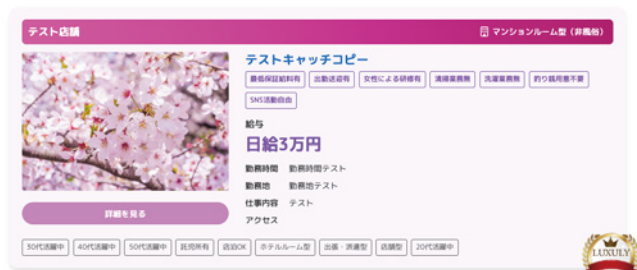 テスト店舗
マンションルーム型（非風俗）
テストキャッチコピー
最低保証給料有 出勤送迎有 女性による研修有 清掃業務無 洗濯業務無 釣り銭用意不要
SNS活動自由
給与
日給3万円
勤務時間 勤務時間テスト
勤務地 勤務地テスト
仕事内容 テスト
アクセス
詳細を見る
30代活躍中 40代活躍中 50代活躍中 託児所有 店泊OK ホテルルーム型 出張・派遣型 店舗型 20代活躍中
LUXULY